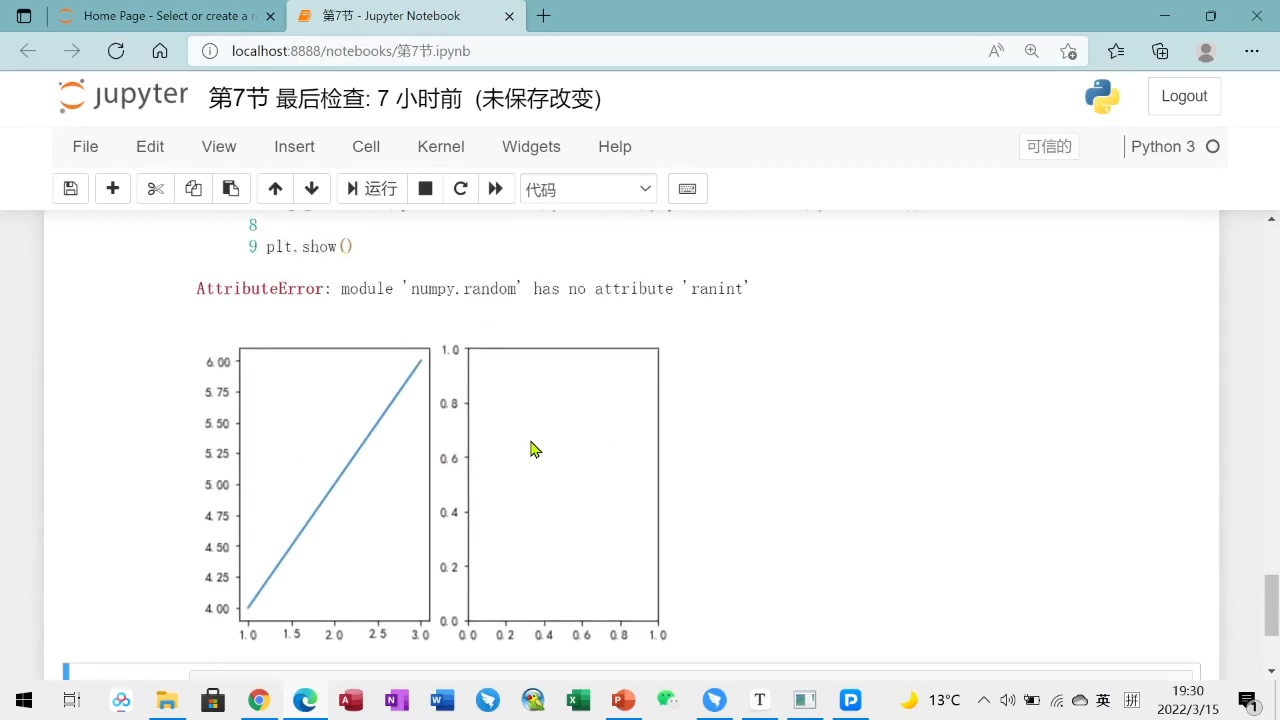 Home
第7节 - Jupyter Notebook
localhost:8888/notebooks/第7节.ipynb
jupyter 第7节 最后检查: 7 小时前 (未保存改变)
Logout
File Edit View Insert Cell Kernel Widgets Help
可信的 Python 3
运行 代码
8
9 plt.show()
AttributeError: module 'numpy.random' has no attribute 'ranint'
6.00
5.75
5.50
5.25
5.00
4.75
4.50
4.25
4.00
1.0 1.5 2.0 2.5 3.0
1.0
0.8
0.6
0.4
0.2
0.0
0.0 0.2 0.4 0.6 0.8 1.0
13°C
英
拼
19:30
2022/3/15
1